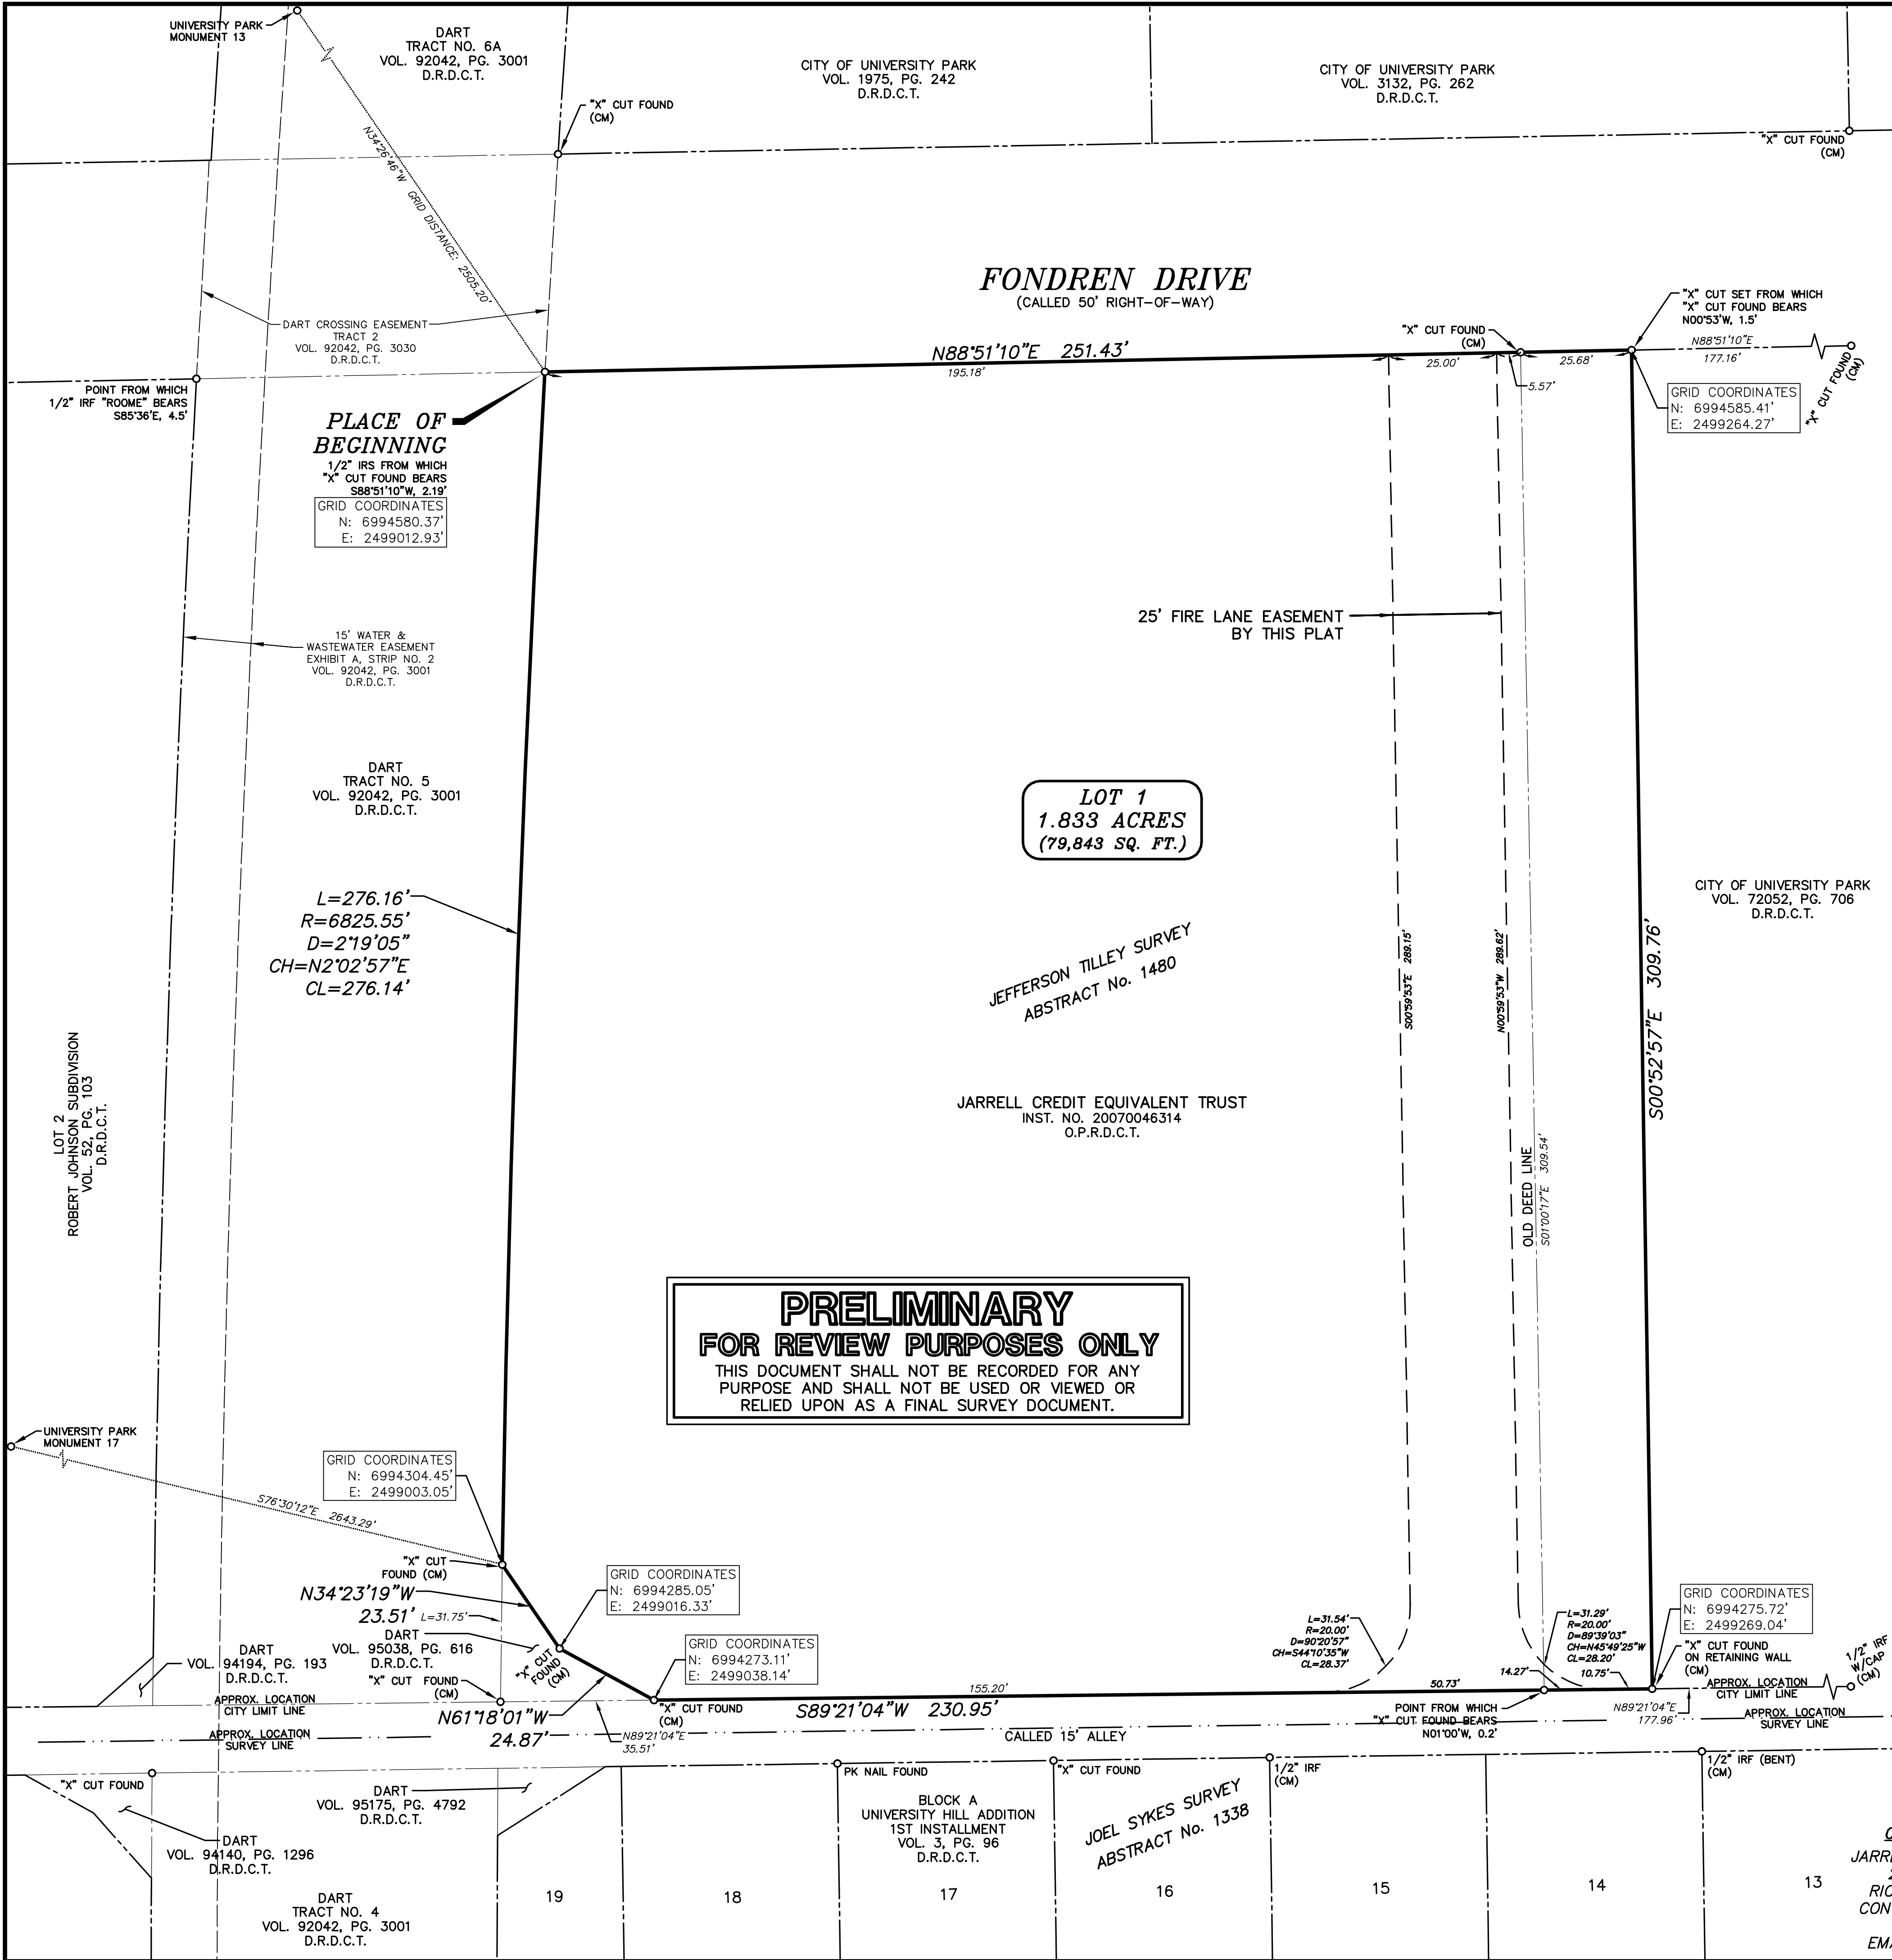 UNIVERSITY PARK
MONUMENT 13
DART
TRACT NO. 6A
VOL. 92042, PG. 3001
D.R.D.C.T.
CITY OF UNIVERSITY PARK
VOL. 1975, PG. 242
D.R.D.C.T.
CITY OF UNIVERSITY PARK
VOL. 3132, PG. 262
D.R.D.C.T.
"X" CUT FOUND
(CM)
"X" CUT FOUND
(CM)
N34°26'46"W GRID DISTANCE: 2505.20'
FONDREN DRIVE
(CALLED 50' RIGHT-OF-WAY)
DART CROSSING EASEMENT
TRACT 2
VOL. 92042, PG. 3030
D.R.D.C.T.
"X" CUT SET FROM WHICH
"X" CUT FOUND BEARS
N00°53'W, 1.5'
"X" CUT FOUND
(CM)
N88°51'10"E 251.43'
195.18'
25.00'
5.57'
25.68'
N88°51'10"E
177.16'
"X" CUT FOUND
(CM)
POINT FROM WHICH
1/2" IRF "ROOME" BEARS
S85°36'E, 4.5'
GRID COORDINATES
N: 6994585.41'
E: 2499264.27'
PLACE OF
BEGINNING
1/2" IRS FROM WHICH
"X" CUT FOUND BEARS
S88°51'10"W, 2.19'
GRID COORDINATES
N: 6994580.37'
E: 2499012.93'
25' FIRE LANE EASEMENT
BY THIS PLAT
15' WATER &
WASTEWATER EASEMENT
EXHIBIT A, STRIP NO. 2
VOL. 92042, PG. 3001
D.R.D.C.T.
DART
TRACT NO. 5
VOL. 92042, PG. 3001
D.R.D.C.T.
LOT 1
1.833 ACRES
(79,843 SQ. FT.)
L=276.16'
R=6825.55'
D=2°19'05"
CH=N2°02'57"E
CL=276.14'
CITY OF UNIVERSITY PARK
VOL. 72052, PG. 706
D.R.D.C.T.
JEFFERSON TILLEY SURVEY
ABSTRACT No. 1480
S00°59'53"E 289.15'
N00°59'53"W 289.62'
S00°52'57"E 309.76'
JARRELL CREDIT EQUIVALENT TRUST
INST. NO. 20070046314
O.P.R.D.C.T.
LOT 2
ROBERT JOHNSON SUBDIVISION
VOL. 52, PG. 103
D.R.D.C.T.
OLD DEED LINE
S01°00'17"E 309.54'
PRELIMINARY
FOR REVIEW PURPOSES ONLY
THIS DOCUMENT SHALL NOT BE RECORDED FOR ANY
PURPOSE AND SHALL NOT BE USED OR VIEWED OR
RELIED UPON AS A FINAL SURVEY DOCUMENT.
UNIVERSITY PARK
MONUMENT 17
S76°30'12"E 2643.29'
GRID COORDINATES
N: 6994304.45'
E: 2499003.05'
"X" CUT
FOUND (CM)
N34°23'19"W
23.51'
L=31.75'
GRID COORDINATES
N: 6994285.05'
E: 2499016.33'
DART
VOL. 95038, PG. 616
D.R.D.C.T.
"X" CUT
FOUND
(CM)
GRID COORDINATES
N: 6994273.11'
E: 2499038.14'
DART
VOL. 94194, PG. 193
D.R.D.C.T.
"X" CUT FOUND
(CM)
L=31.54'
R=20.00'
D=90°20'57"
CH=S44°10'35"W
CL=28.37'
L=31.29'
R=20.00'
D=89°39'03"
CH=N45°49'25"W
CL=28.20'
GRID COORDINATES
N: 6994275.72'
E: 2499269.04'
"X" CUT FOUND
ON RETAINING WALL
(CM)
1/2" IRF
W/CAP
(CM)
APPROX. LOCATION
CITY LIMIT LINE
APPROX. LOCATION
SURVEY LINE
N61°18'01"W
24.87'
"X" CUT FOUND
(CM)
155.20'
50.73'
14.27'
10.75'
S89°21'04"W 230.95'
N89°21'04"E
35.51'
CALLED 15' ALLEY
POINT FROM WHICH
"X" CUT FOUND BEARS
N01°00'W, 0.2'
APPROX. LOCATION
CITY LIMIT LINE
N89°21'04"E
177.96'
APPROX. LOCATION
SURVEY LINE
"X" CUT FOUND
DART
VOL. 95175, PG. 4792
D.R.D.C.T.
DART
VOL. 94140, PG. 1296
D.R.D.C.T.
DART
TRACT NO. 4
VOL. 92042, PG. 3001
D.R.D.C.T.
PK NAIL FOUND
"X" CUT FOUND
1/2" IRF
(CM)
1/2" IRF (BENT)
(CM)
BLOCK A
UNIVERSITY HILL ADDITION
1ST INSTALLMENT
VOL. 3, PG. 96
D.R.D.C.T.
JOEL SYKES SURVEY
ABSTRACT No. 1338
19
18
17
16
15
14
13
JARRE
RIC
CON
EMA